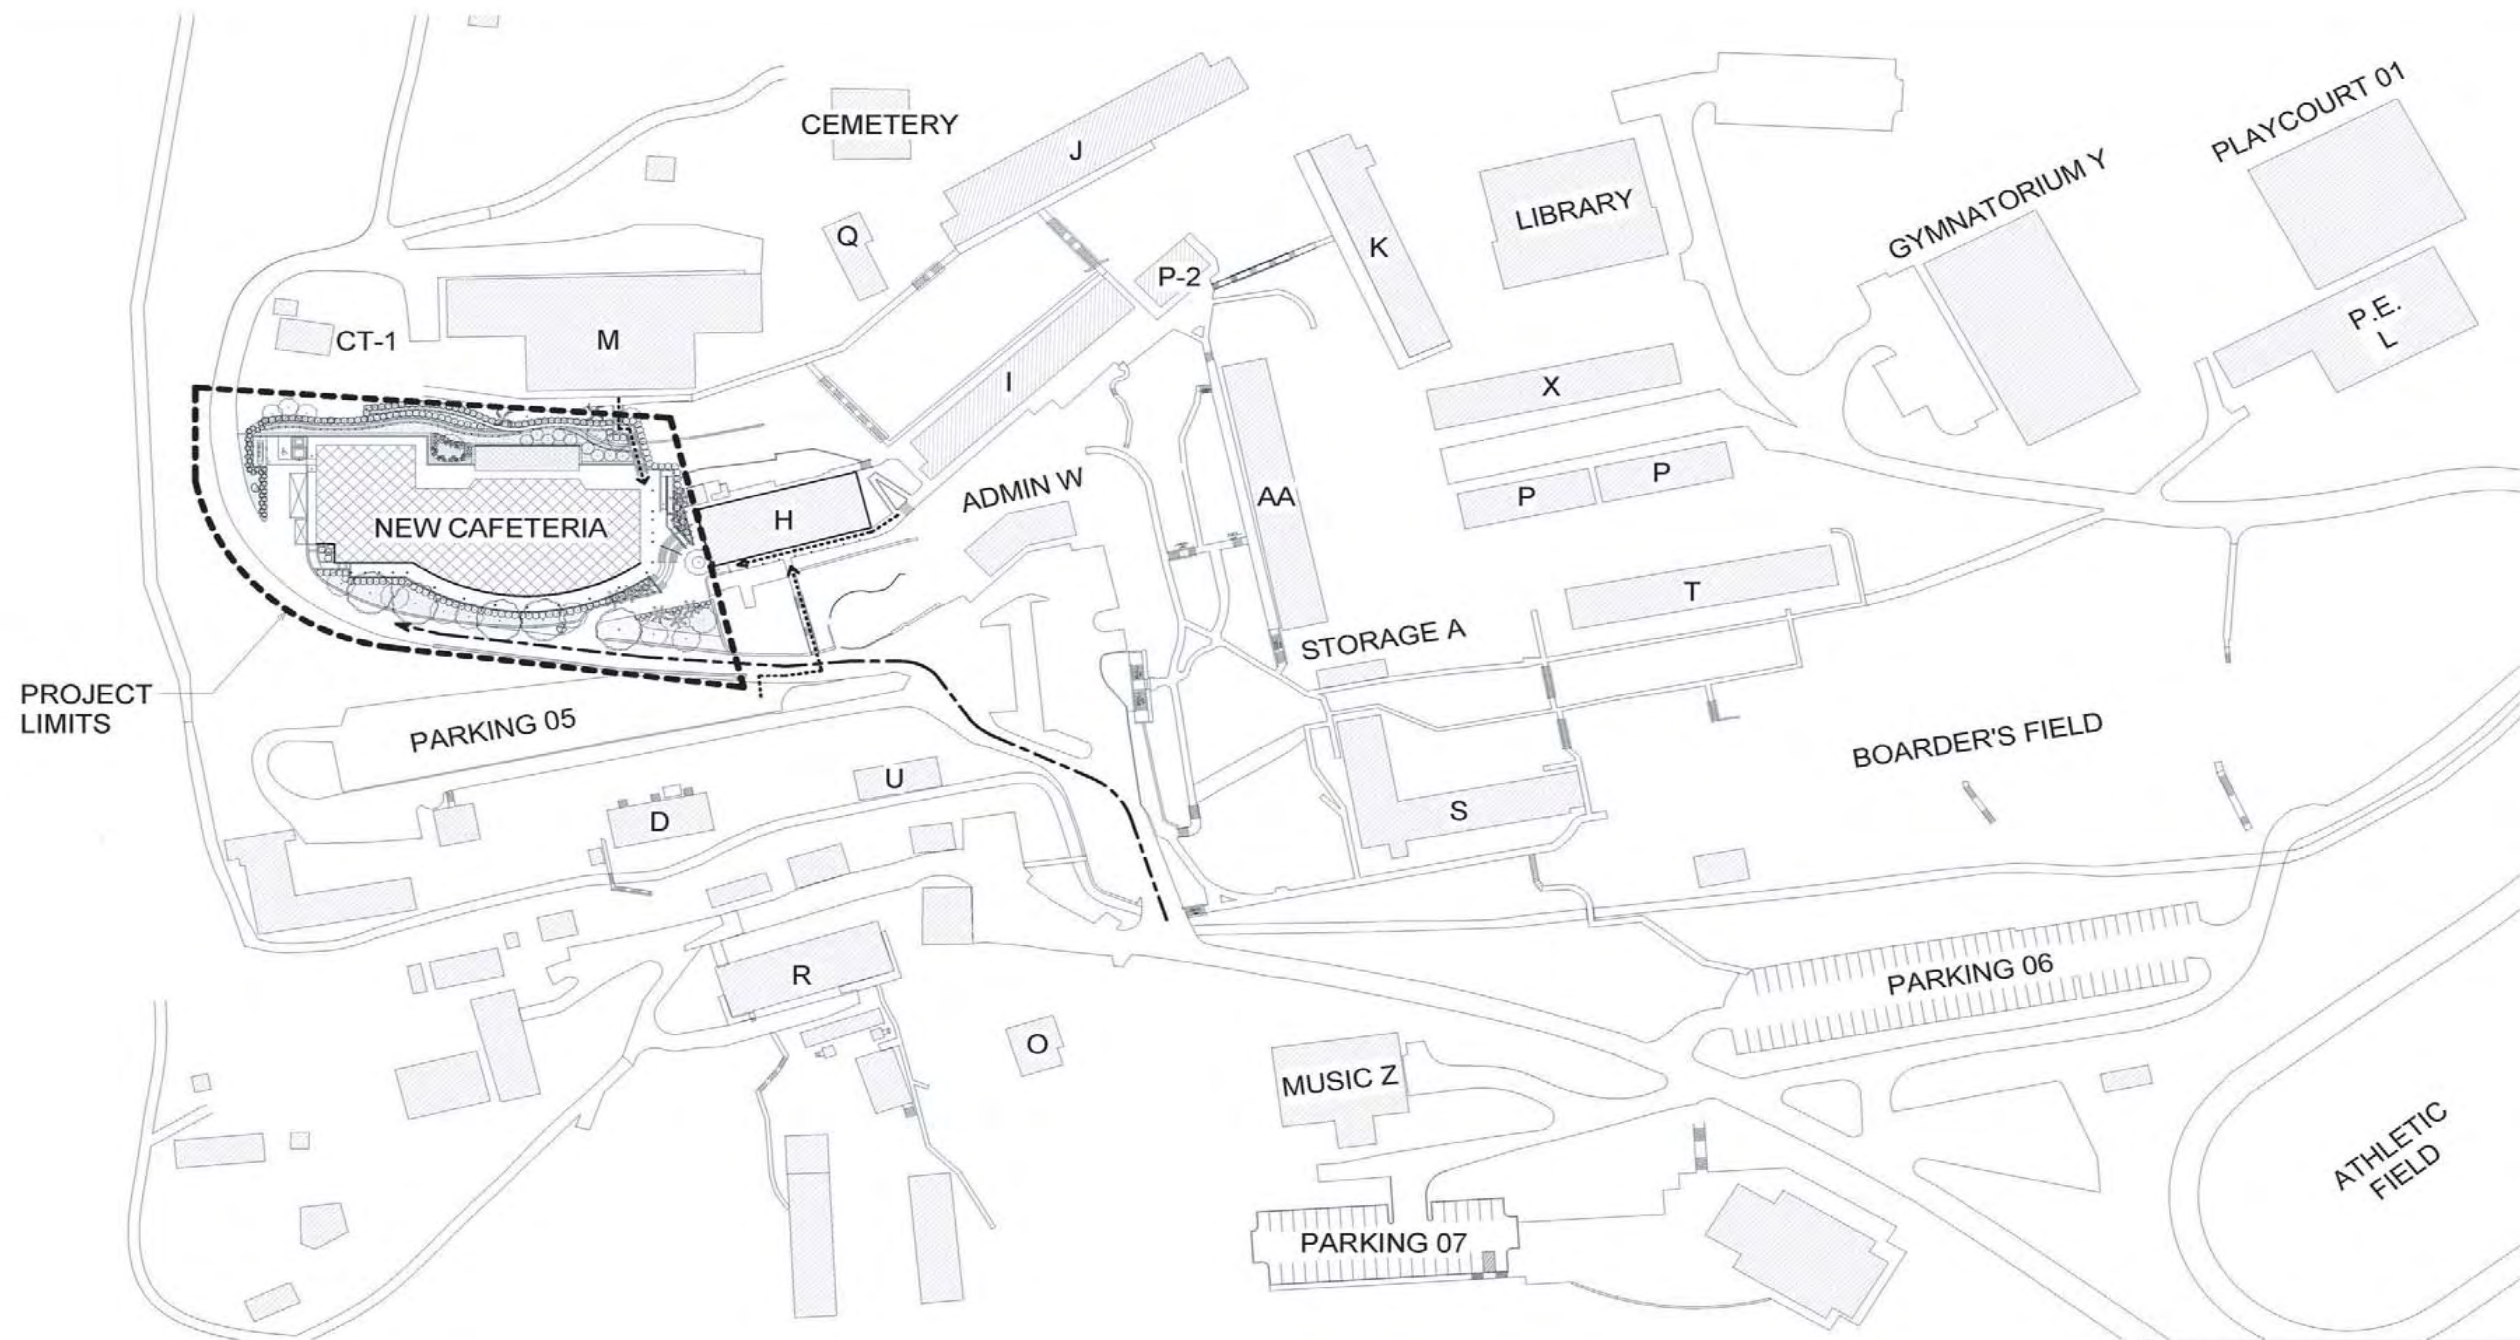 CEMETERY
J
PLAYCOURT 01
GYMNATORIUM Y
LIBRARY
Q
K
P-2
P.E.
L
CT-1
M
I
X
P
P
ADMIN W
AA
H
NEW CAFETERIA
T
STORAGE A
PROJECT
LIMITS
PARKING 05
BOARDER'S FIELD
U
D
S
R
PARKING 06
O
MUSIC Z
ATHLETIC
FIELD
PARKING 07